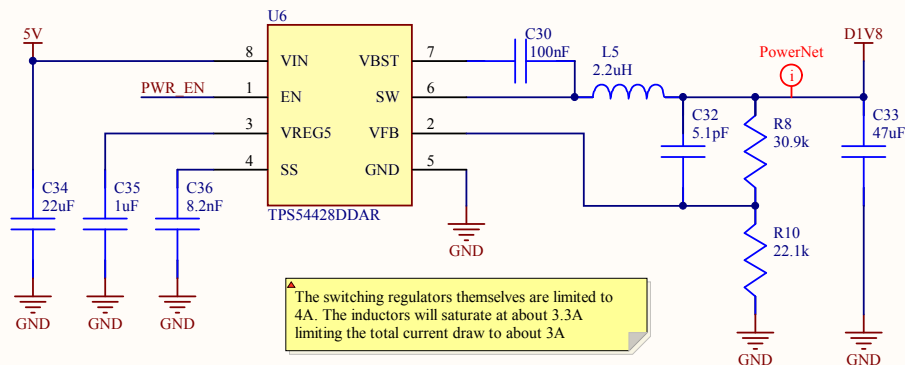 U6
5V
C30
100nF
L5
2.2uH
PowerNet
i
D1V8
8 VIN VBST 7
PWR_EN 1 EN SW 6
3 VREG5 VFB 2
4 SS GND 5
C32
5.1pF
R8
30.9k
C33
47uF
C34
22uF
C35
1uF
C36
8.2nF
TPS54428DDAR
GND
R10
22.1k
The switching regulators themselves are limited to
4A. The inductors will saturate at about 3.3A
limiting the total current draw to about 3A
GND
GND
GND
GND
GND